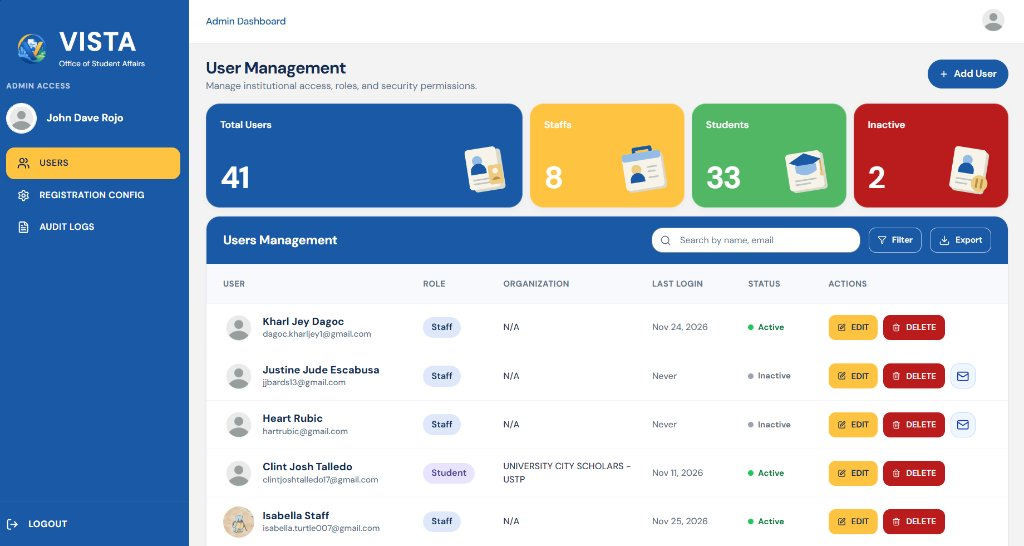 VISTA
Office of Student Affairs
ADMIN ACCESS
John Dave Rojo
USERS
REGISTRATION CONFIG
AUDIT LOGS
LOGOUT
Admin Dashboard
User Management
Manage institutional access, roles, and security permissions.
+ Add User
Total Users
41
Staffs
8
Students
33
Inactive
2
Users Management
Search by name, email
Filter
Export
USER ROLE ORGANIZATION LAST LOGIN STATUS ACTIONS
Kharl Jey Dagoc
dagoc.kharljey1@gmail.com
Staff N/A Nov 24, 2026 Active EDIT DELETE
Justine Jude Escabusa
jjbards13@gmail.com
Staff N/A Never Inactive EDIT DELETE
Heart Rubic
hartrubic@gmail.com
Staff N/A Never Inactive EDIT DELETE
Clint Josh Talledo
clintjoshtalledo17@gmail.com
Student
UNIVERSITY CITY SCHOLARS -
USTP
Nov 11, 2026 Active EDIT DELETE
Isabella Staff
isabella.turtle007@gmail.com
Staff N/A Nov 25, 2026 Active EDIT DELETE